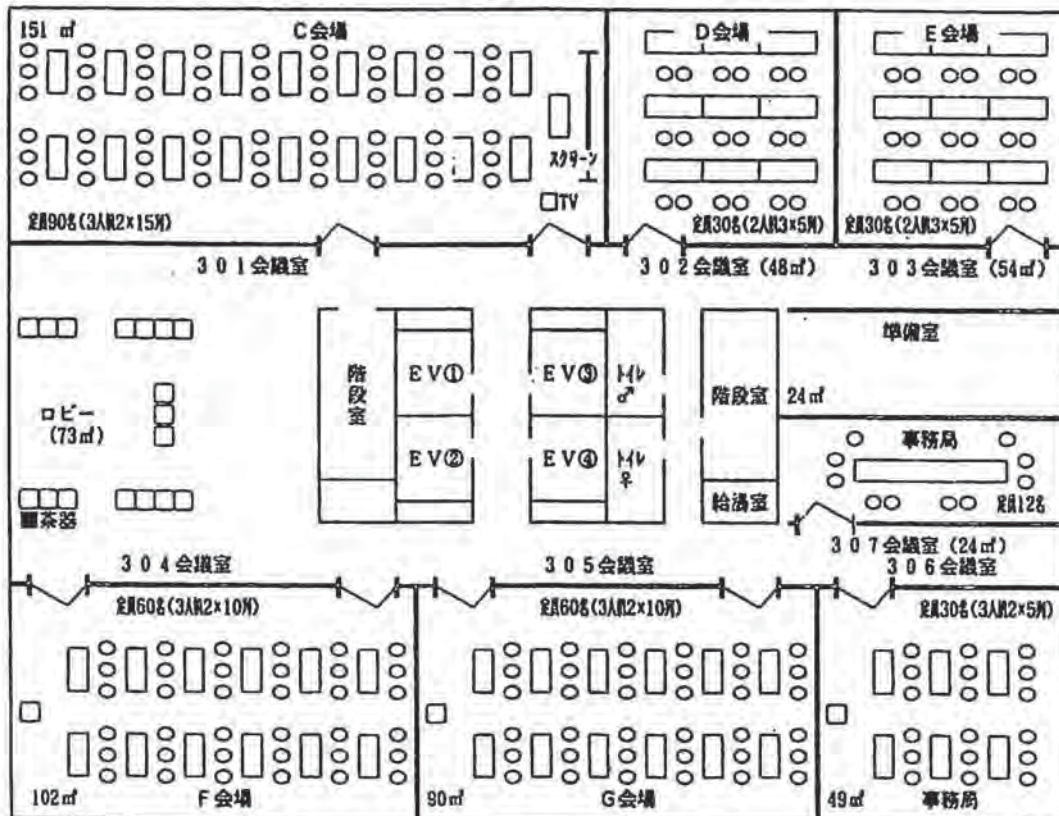 151 ㎡
C会場
D会場
E会場
スクリーン
TV
定員90名(3人掛2×15列)
定員30名(2人掛3×5列)
定員30名(2人掛3×5列)
301会議室
302会議室(48㎡)
303会議室(54㎡)
準備室
24㎡
階段室
EV①
EV③
トイレ♂
階段室
ロビー
(73㎡)
EV②
EV④
トイレ♀
給湯室
事務局
定員12名
茶器
307会議室(24㎡)
304会議室
305会議室
306会議室
定員60名(3人掛2×10列)
定員60名(3人掛2×10列)
定員30名(3人掛2×5列)
102㎡
F会場
90㎡
G会場
49㎡
事務局